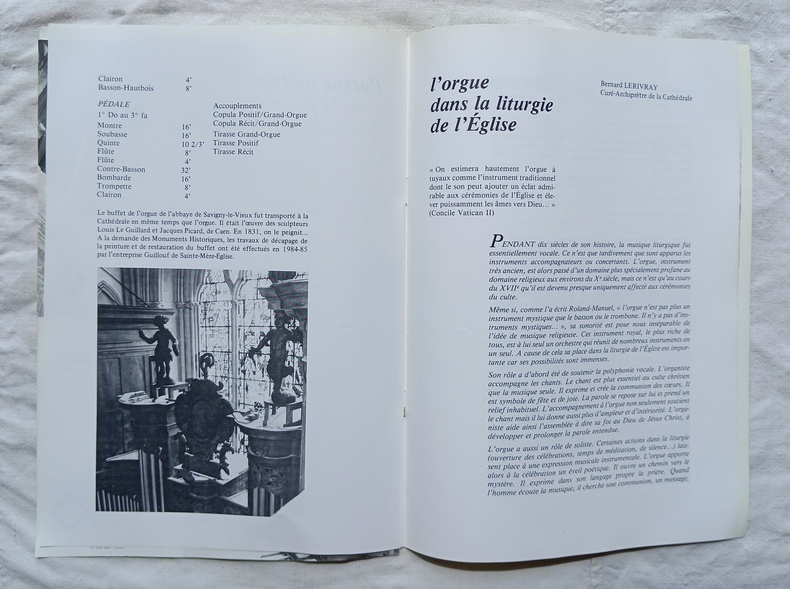 Clairon 4'
Basson-Hautbois 8'
PÉDALE
1° Do au 3° fa
Montre 16'
Soubasse 16'
Quinte 10 2/3'
Flûte 8'
Flûte 4'
Contre-Basson 32'
Bombarde 16'
Trompette 8'
Clairon 4'
Accouplements
Copula Positif/Grand-Orgue
Copula Récit/Grand-Orgue
Tirasse Grand-Orgue
Tirasse Positif
Tirasse Récit
Le buffet de l'orgue de l'abbaye de Savigny-le-Vieux fut transporté à la
Cathédrale en même temps que l'orgue. Il était l'œuvre des sculpteurs
Louis Le Guillard et Jacques Picard, de Caen. En 1831, on le peignit...
A la demande des Monuments Historiques, les travaux de décapage de
la peinture et de restauration du buffet ont été effectués en 1984-85
par l'entreprise Guillouf de Sainte-Mère-Eglise.
l'orgue
dans la liturgie
de l'Église
Bernard LERIVRAY
Curé-Archiprêtre de la Cathédrale
« On estimera hautement l'orgue à
tuyaux comme l'instrument traditionnel
dont le son peut ajouter un éclat admi-
rable aux cérémonies de l'Église et éle-
ver puissamment les âmes vers Dieu... »
(Concile Vatican II)
PENDANT dix siècles de son histoire, la musique liturgique fut
essentiellement vocale. Ce n'est que tardivement que sont apparus les
instruments accompagnateurs ou concertants. L'orgue, instrument
très ancien, est alors passé d'un domaine plus spécialement profane au
domaine religieux aux environs du Xe siècle, mais ce n'est qu'au cours
du XVIIe qu'il est devenu presque uniquement affecté aux cérémonies
du culte.
Même si, comme l'a écrit Roland-Manuel, « l'orgue n'est pas plus un
instrument mystique que le basson ou le trombone. Il n'y a pas d'ins-
truments mystiques... », sa sonorité est pour nous inséparable de
l'idée de musique religieuse. Cet instrument royal, le plus riche de
tous, est à lui seul un orchestre qui réunit de nombreux instruments en
un seul. A cause de cela sa place dans la liturgie de l'Église est impor-
tante car ses possibilités sont immenses.
Son rôle a d'abord été de soutenir la polyphonie vocale. L'organiste
accompagne les chants. Le chant est plus essentiel au culte chrétien
que la musique seule. Il exprime et crée la communion des cœurs. Il
est symbole de fête et de joie. La parole se repose sur lui et prend un
relief inhabituel. L'accompagnement à l'orgue non seulement soutient
le chant mais il lui donne aussi plus d'ampleur et d'intériorité. L'orga-
niste aide ainsi l'assemblée à dire sa foi au Dieu de Jésus Christ, à
développer et prolonger la parole entendue.
L'orgue a aussi un rôle de soliste. Certaines actions dans la liturgie
(ouverture des célébrations, temps de méditation, de silence...) lais-
sent place à une expression musicale instrumentale. L'orgue apporte
alors à la célébration un éveil poétique. Il ouvre un chemin vers le
mystère. Il exprime dans son langage propre la prière. Quand
l'homme écoute la musique, il cherche une communion, un message,